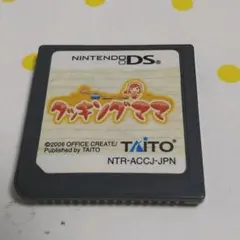 NINTENDO DS
クッキングママ
©2006 OFFICE CREATE/
Published by TAITO
TAITO
NTR-ACCJ-JPN